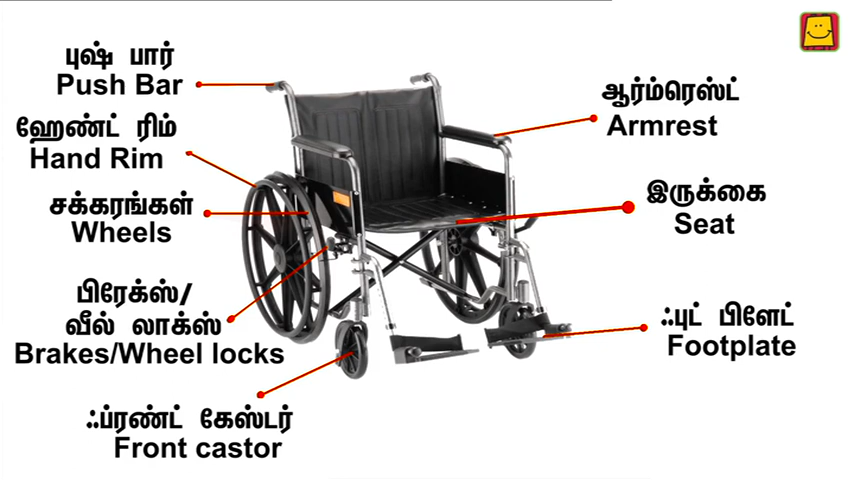 புஷ் பார்
Push Bar
ஹேண்ட் ரிம்
Hand Rim
சக்கரங்கள்
Wheels
பிரேக்ஸ்/
வீல் லாக்ஸ்
Brakes/Wheel locks
ஃப்ரண்ட் கேஸ்டர்
Front castor
ஆர்ம்ரெஸ்ட்
Armrest
இருக்கை
Seat
ஃபுட் பிளேட்
Footplate